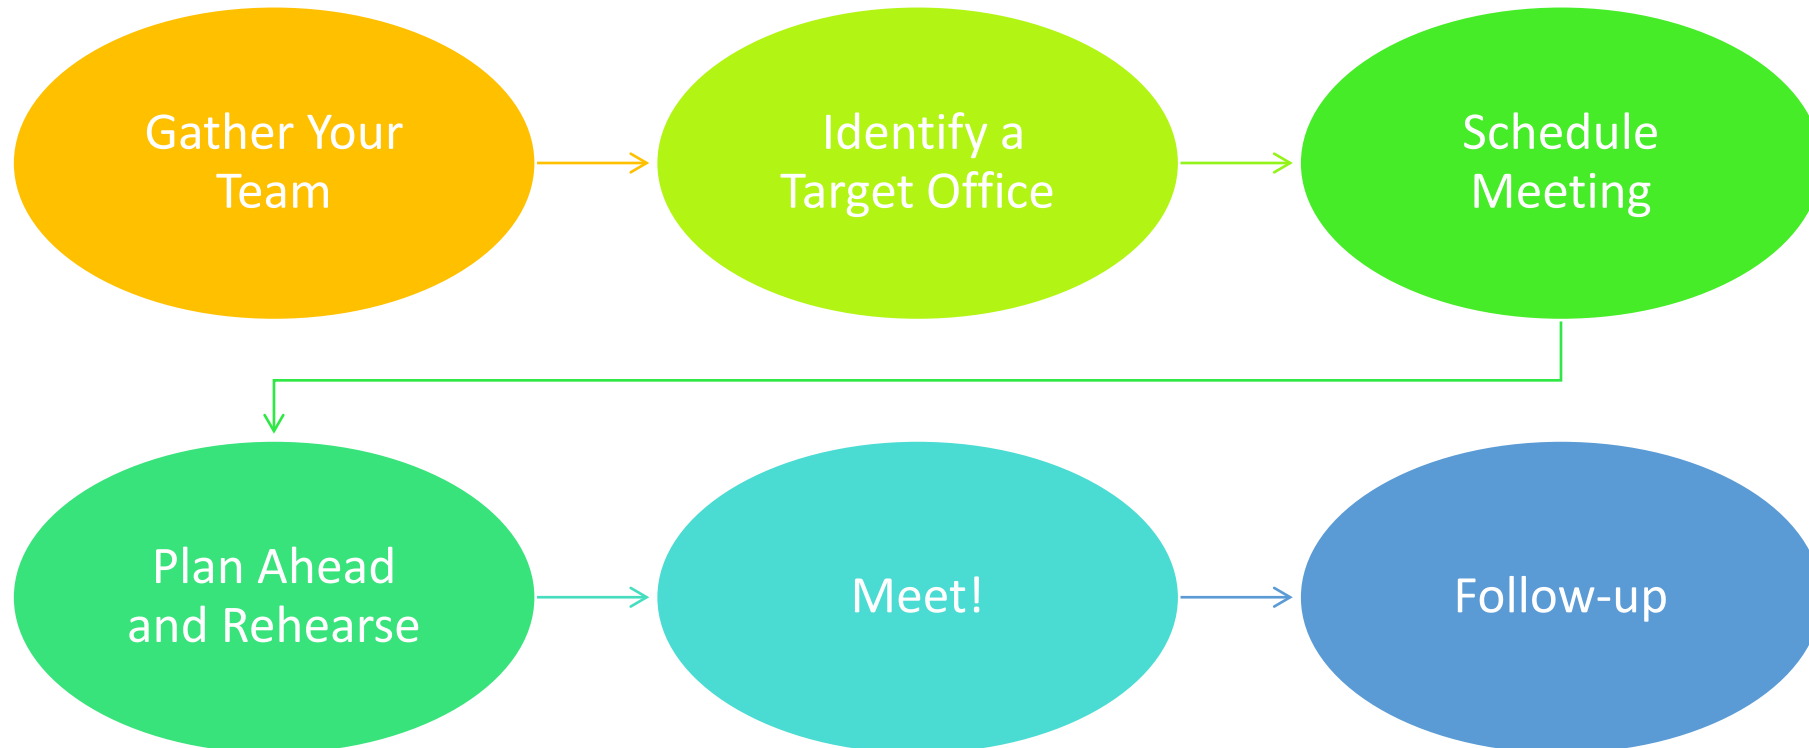 Gather Your
Team
Identify a
Target Office
Schedule
Meeting
Plan Ahead
and Rehearse
Meet!
Follow-up